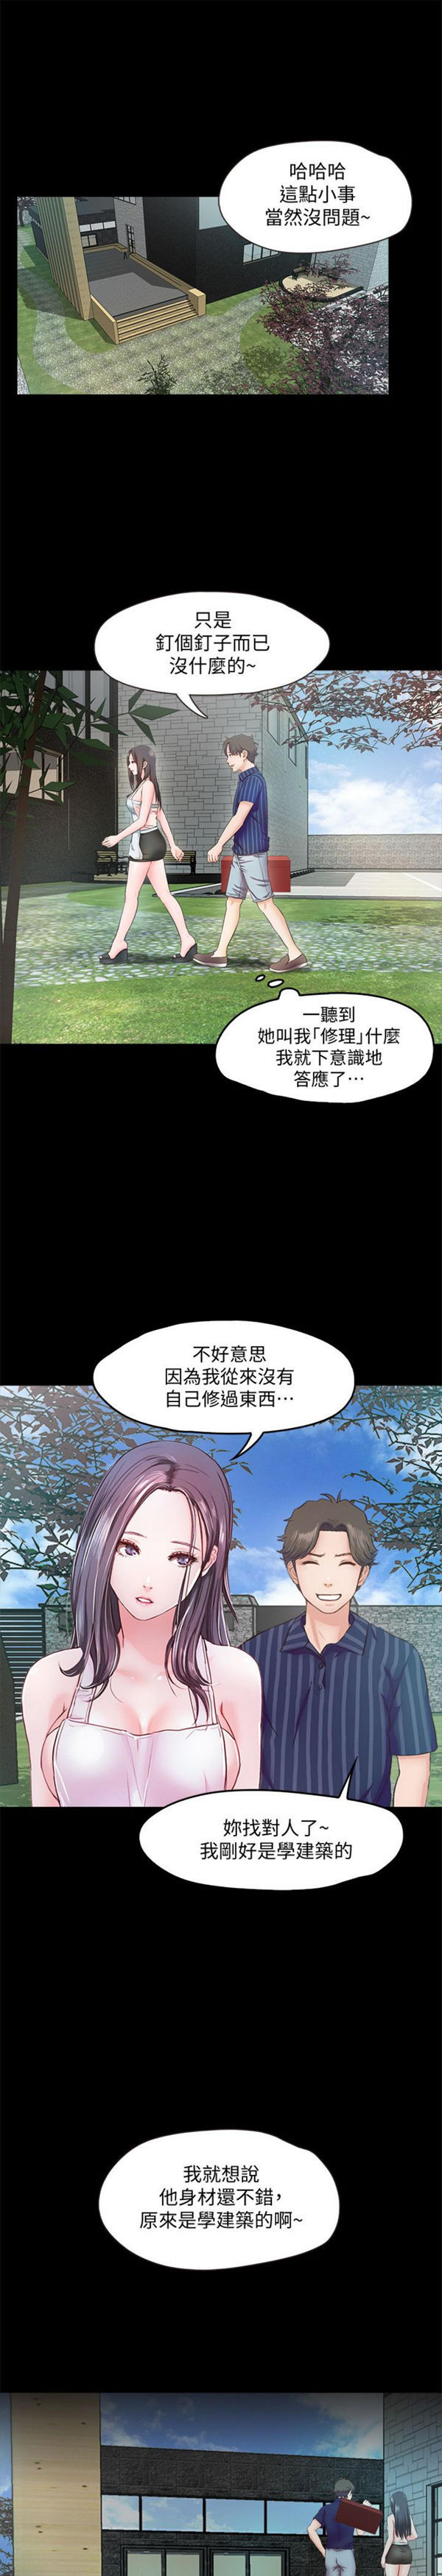 哈哈哈
這點小事
當然沒問題~
只是
釘個釘子而已
沒什麼的~
一聽到
她叫我「修理」什麼
我就下意識地
答應了…
不好意思
因為我從來沒有
自己修過東西…
妳找對人了~
我剛好是學建築的
我就想說
他身材還不錯,
原來是學建築的啊~